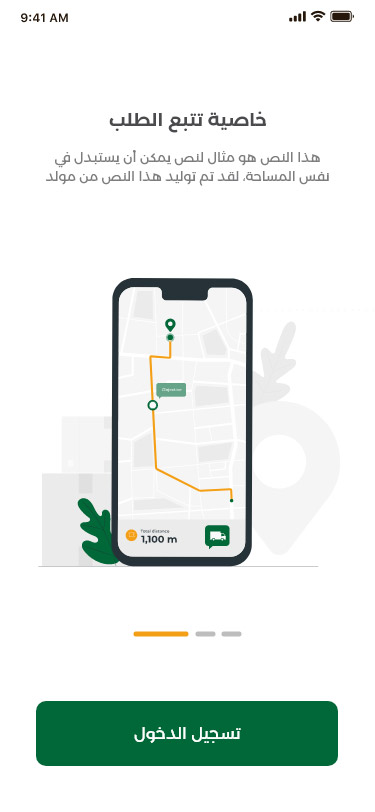 9:41 AM
خاصية تتبع الطلب
هذا النص هو مثال لنص يمكن أن يستبدل في
نفس المساحة، لقد تم توليد هذا النص من مولد
Total distance
1,100 m
تسجيل الدخول